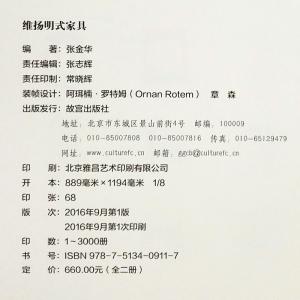 维扬明式家具
编 著：张金华
责任编辑：张志辉
责任印制：常晓辉
装帧设计：阿珥楠·罗特姆（Ornan Rotem） 章 森
出版发行：故宫出版社
地址：北京市东城区景山前街4号 邮编：100009
电话：010-85007808 010-85007816 传真：010-65129479
网址：www.culturefc.cn 邮箱：ggcb@culturefc.cn
印 刷：北京雅昌艺术印刷有限公司
开 本：889毫米×1194毫米 1/8
印 张：68
版 次：2016年9月第1版
2016年9月第1次印刷
印 数：1~3000册
书 号：ISBN 978-7-5134-0911-7
定 价：660.00元（全二册）